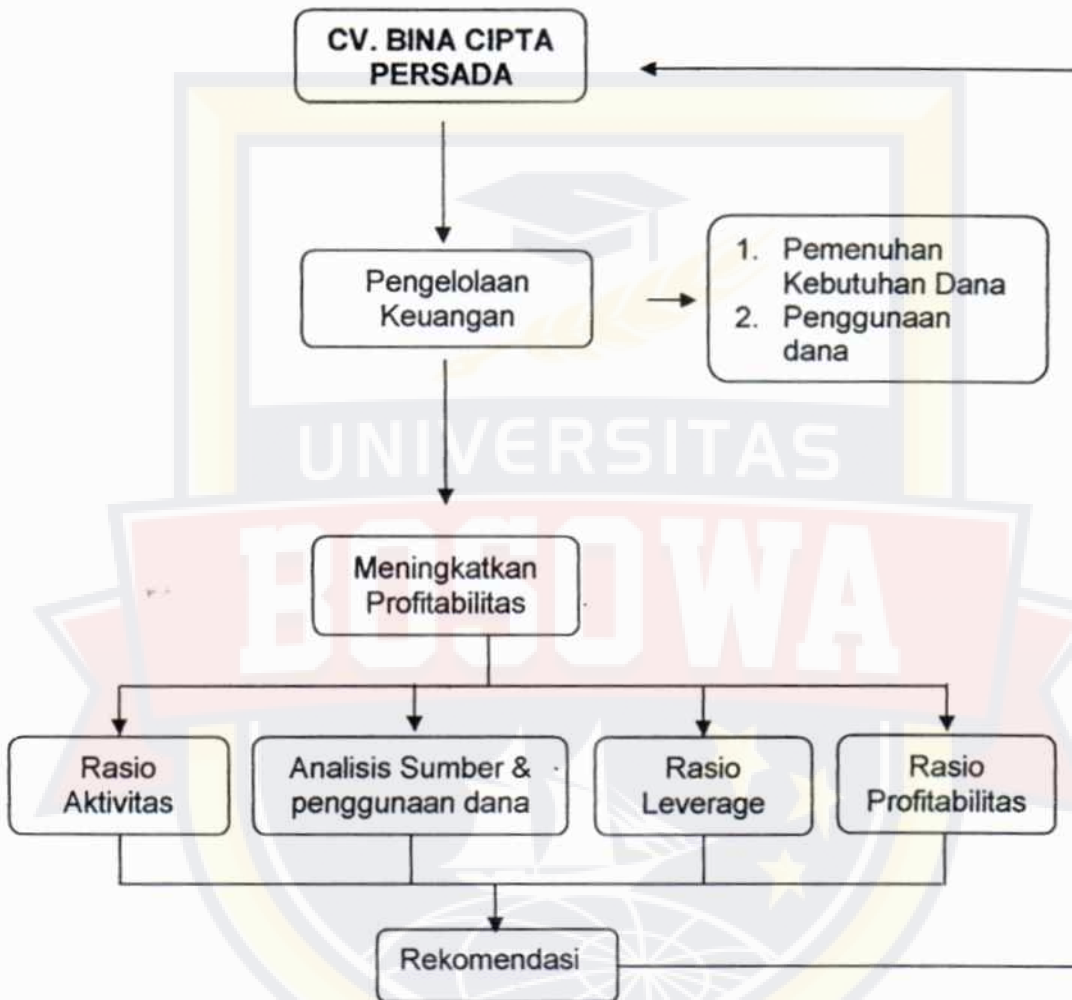 CV. BINA CIPTA
PERSADA
Pengelolaan
Keuangan
1. Pemenuhan
Kebutuhan Dana
2. Penggunaan
dana
UNIVERSITAS
BOSOWA
Meningkatkan
Profitabilitas
Rasio
Aktivitas
Analisis Sumber &
penggunaan dana
Rasio
Leverage
Rasio
Profitabilitas
Rekomendasi